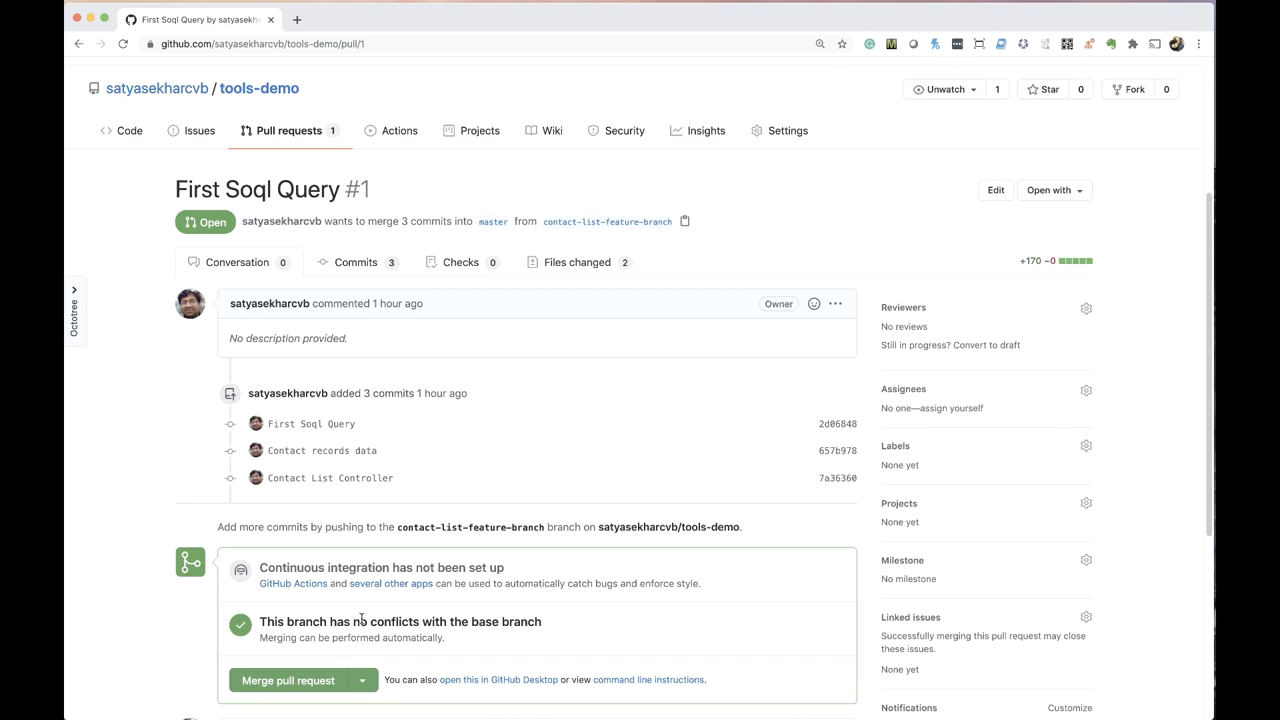 First Soql Query by satyasekha
github.com/satyasekharcvb/tools-demo/pull/1
satyasekharcvb / tools-demo
Unwatch 1 Star 0 Fork 0
Code Issues Pull requests 1 Actions Projects Wiki Security Insights Settings
First Soql Query #1
Edit Open with
Open satyasekharcvb wants to merge 3 commits into master from contact-list-feature-branch
Conversation 0 Commits 3 Checks 0 Files changed 2
+170 −0
Octotree
satyasekharcvb commented 1 hour ago Owner
No description provided.
satyasekharcvb added 3 commits 1 hour ago
First Soql Query 2d06848
Contact records data 657b978
Contact List Controller 7a36360
Add more commits by pushing to the contact-list-feature-branch branch on satyasekharcvb/tools-demo.
Continuous integration has not been set up
GitHub Actions and several other apps can be used to automatically catch bugs and enforce style.
This branch has no conflicts with the base branch
Merging can be performed automatically.
Merge pull request You can also open this in GitHub Desktop or view command line instructions.
Reviewers
No reviews
Still in progress? Convert to draft
Assignees
No one—assign yourself
Labels
None yet
Projects
None yet
Milestone
No milestone
Linked issues
Successfully merging this pull request may close
these issues.
None yet
Notifications Customize